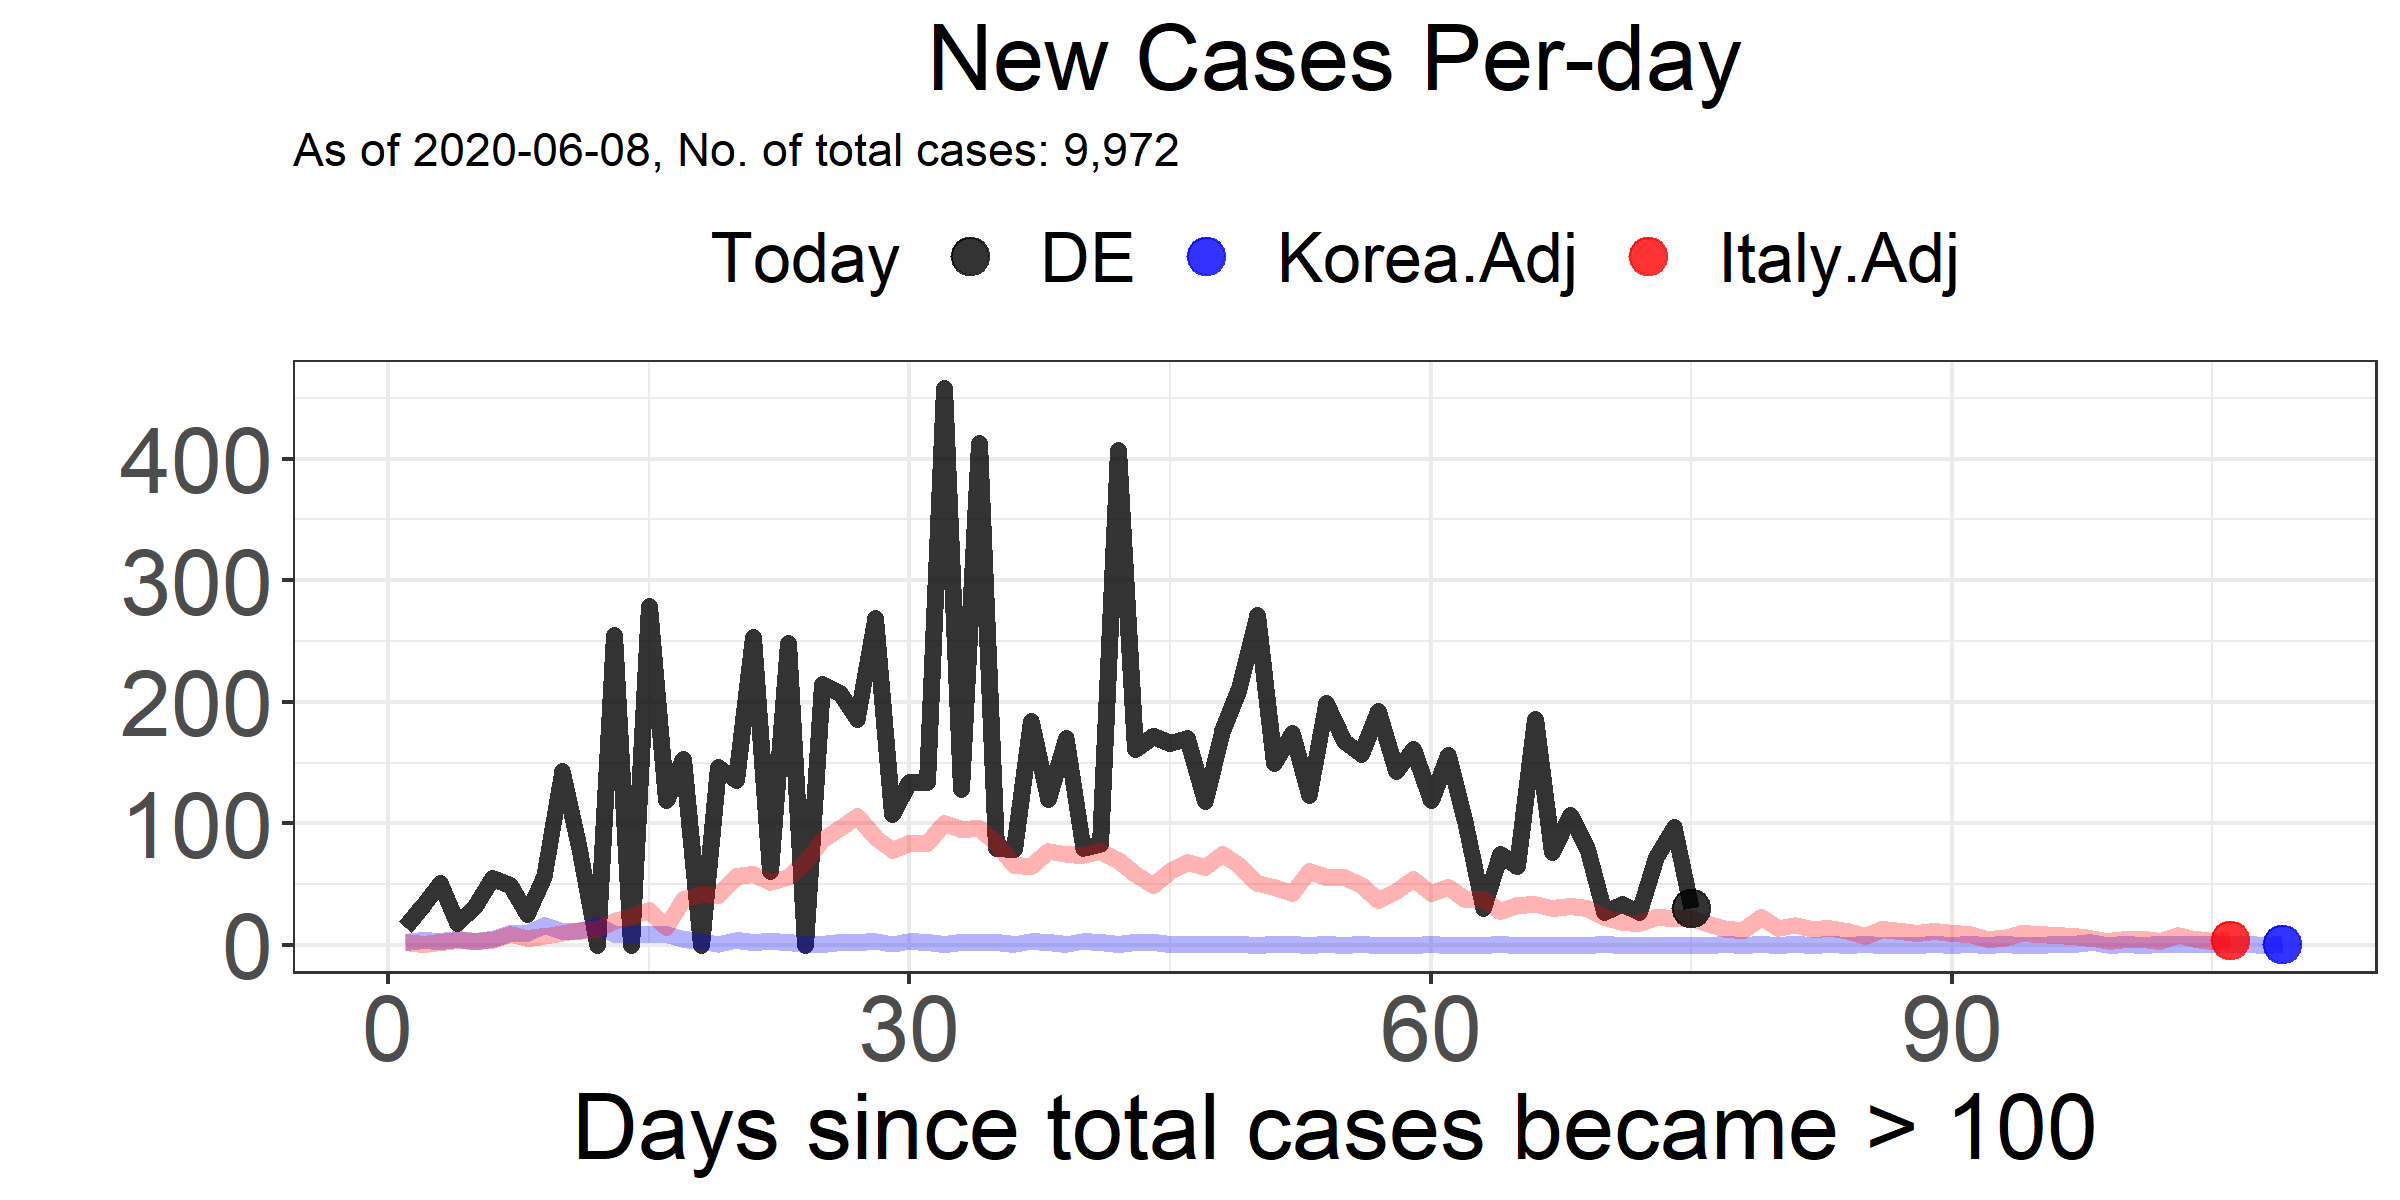 New Cases Per-day
As of 2020-06-08, No. of total cases: 9,972
Today DE Korea.Adj Italy.Adj
400
300
200
100
0
0 30 60 90
Days since total cases became > 100